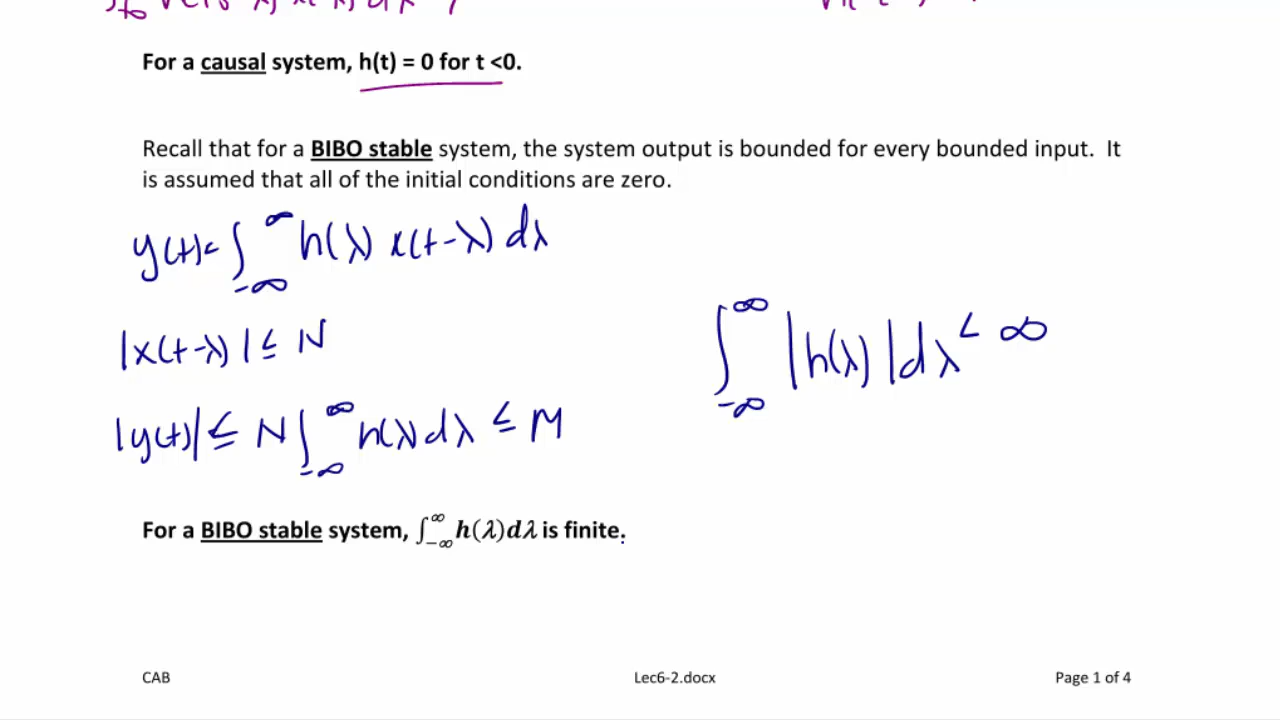 For a causal system, h(t) = 0 for t <0.
Recall that for a BIBO stable system, the system output is bounded for every bounded input. It
is assumed that all of the initial conditions are zero.
y(t) = ∫_{-∞}^{∞} h(λ) x(t-λ) dλ
|x(t-λ)| ≤ N
∫_{-∞}^{∞} |h(λ)| dλ < ∞
|y(t)| ≤ N ∫_{-∞}^{∞} h(λ) dλ ≤ M
For a BIBO stable system, ∫_{-∞}^{∞} h(λ)dλ is finite.
CAB Lec6-2.docx Page 1 of 4